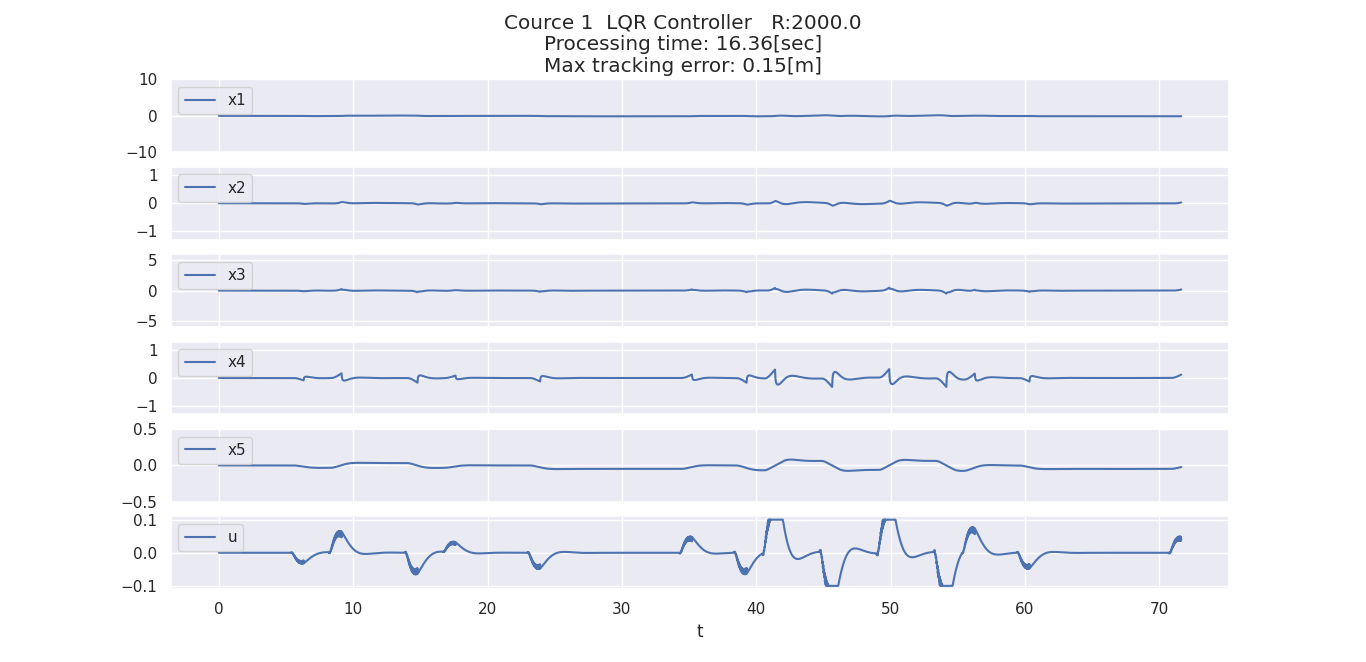 Cource 1 LQR Controller R:2000.0
Processing time: 16.36[sec]
Max tracking error: 0.15[m]
10
x1
0
−10
1
x2
0
−1
5
x3
0
−5
1
x4
0
−1
0.5
x5
0.0
−0.5
0.1
u
0.0
−0.1
0 10 20 30 40 50 60 70
t